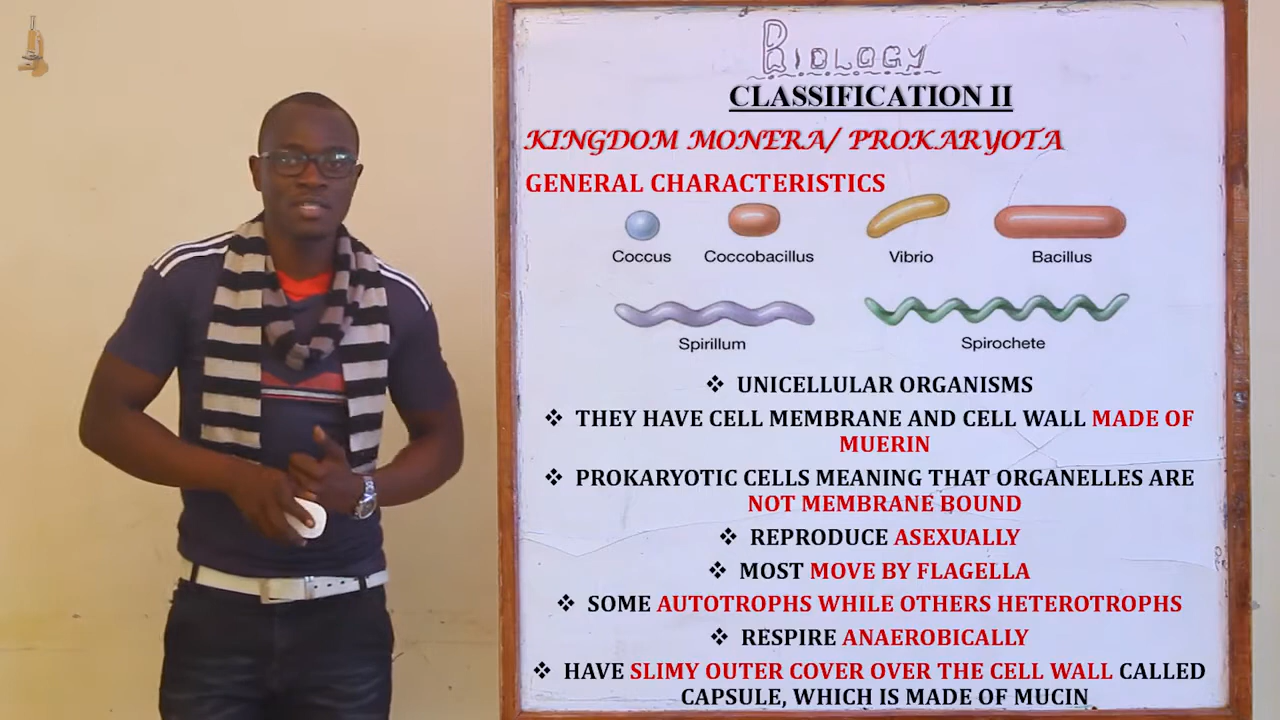 BIOLOGY
CLASSIFICATION II
KINGDOM MONERA/ PROKARYOTA
GENERAL CHARACTERISTICS
Coccus Coccobacillus Vibrio Bacillus
Spirillum Spirochete
❖ UNICELLULAR ORGANISMS
❖ THEY HAVE CELL MEMBRANE AND CELL WALL MADE OF
MUERIN
❖ PROKARYOTIC CELLS MEANING THAT ORGANELLES ARE
NOT MEMBRANE BOUND
❖ REPRODUCE ASEXUALLY
❖ MOST MOVE BY FLAGELLA
❖ SOME AUTOTROPHS WHILE OTHERS HETEROTROPHS
❖ RESPIRE ANAEROBICALLY
❖ HAVE SLIMY OUTER COVER OVER THE CELL WALL CALLED
CAPSULE, WHICH IS MADE OF MUCIN